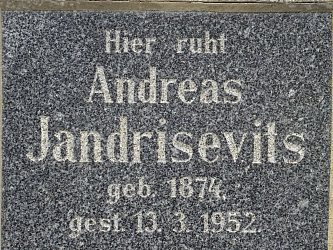 Hier ruht
Andreas
Jandrisevits
geb. 1874.
gest. 13. 3. 1952.